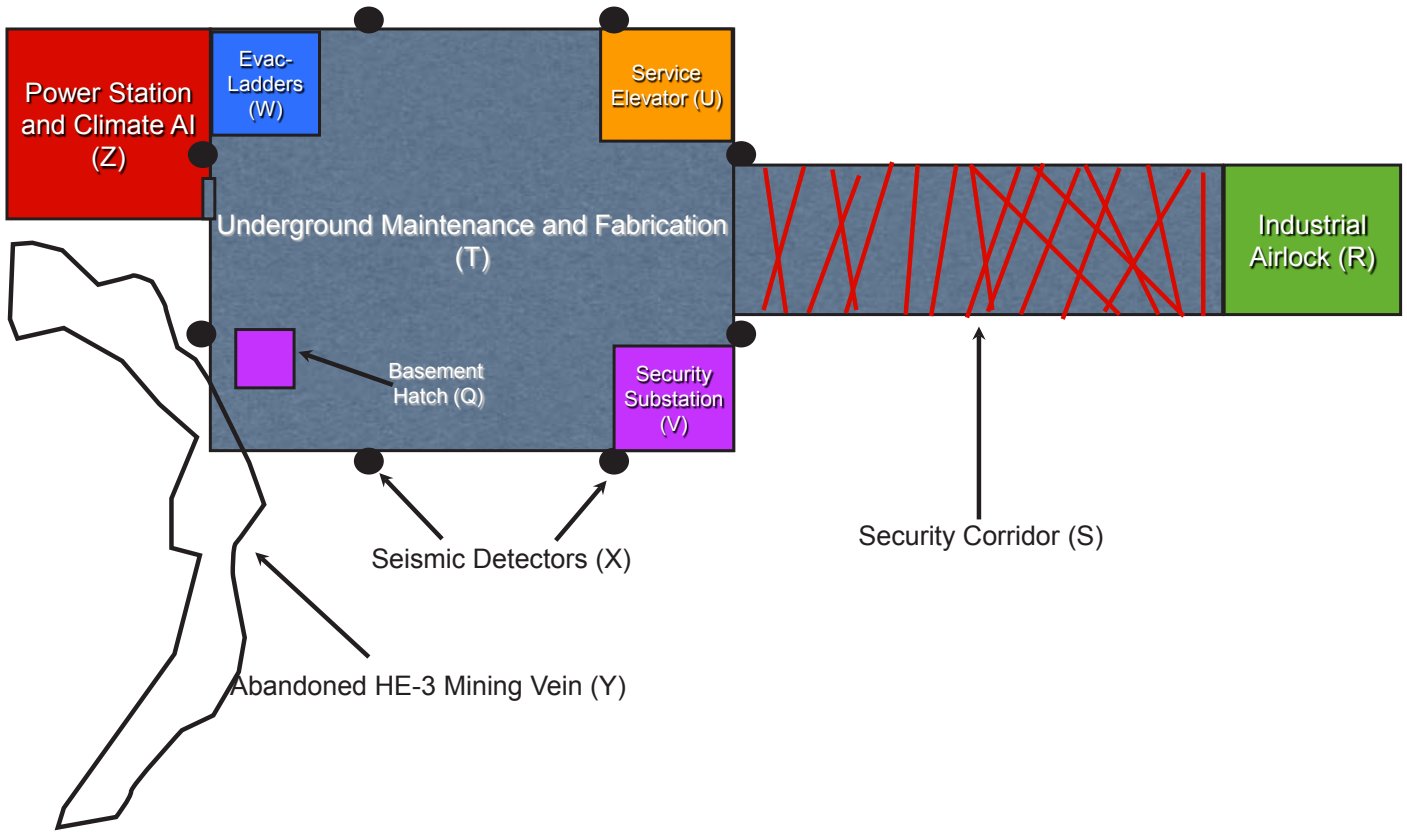 Power Station
and Climate AI
(Z)
Evac-
Ladders
(W)
Service
Elevator (U)
Underground Maintenance and Fabrication
(T)
Industrial
Airlock (R)
Basement
Hatch (Q)
Security
Substation
(V)
Seismic Detectors (X)
Security Corridor (S)
Abandoned HE-3 Mining Vein (Y)